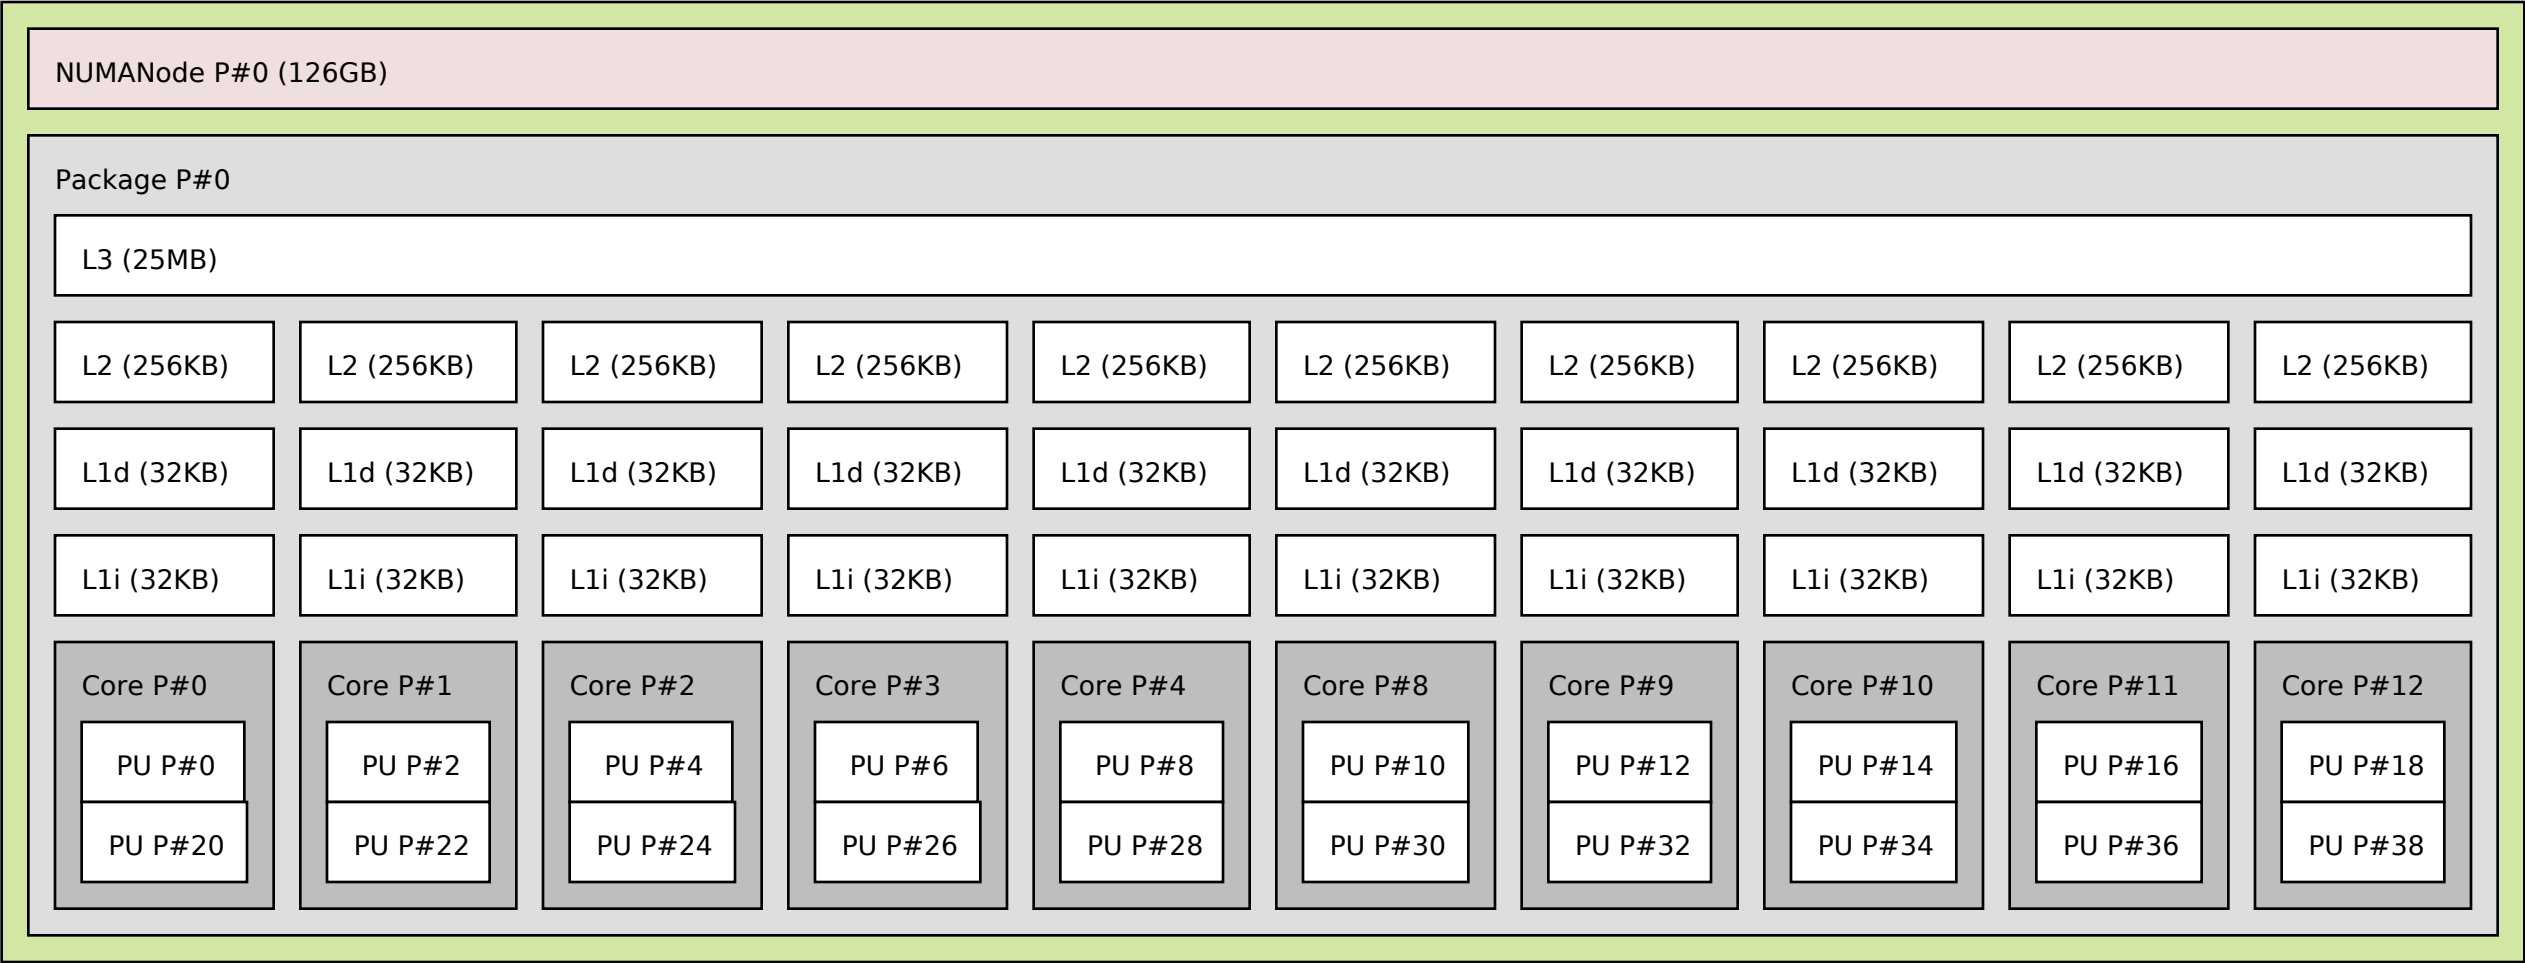 NUMANode P#0 (126GB)
Package P#0
L3 (25MB)
L2 (256KB) L2 (256KB) L2 (256KB) L2 (256KB) L2 (256KB) L2 (256KB) L2 (256KB) L2 (256KB) L2 (256KB) L2 (256KB)
L1d (32KB) L1d (32KB) L1d (32KB) L1d (32KB) L1d (32KB) L1d (32KB) L1d (32KB) L1d (32KB) L1d (32KB) L1d (32KB)
L1i (32KB) L1i (32KB) L1i (32KB) L1i (32KB) L1i (32KB) L1i (32KB) L1i (32KB) L1i (32KB) L1i (32KB) L1i (32KB)
Core P#0 Core P#1 Core P#2 Core P#3 Core P#4 Core P#8 Core P#9 Core P#10 Core P#11 Core P#12
PU P#0 PU P#2 PU P#4 PU P#6 PU P#8 PU P#10 PU P#12 PU P#14 PU P#16 PU P#18
PU P#20 PU P#22 PU P#24 PU P#26 PU P#28 PU P#30 PU P#32 PU P#34 PU P#36 PU P#38